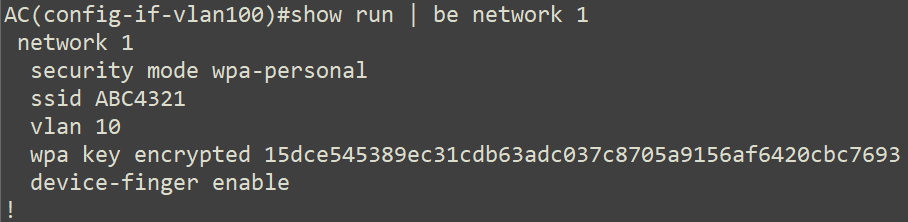 AC(config-if-vlan100)#show run | be network 1
network 1
security mode wpa-personal
ssid ABC4321
vlan 10
wpa key encrypted 15dce545389ec31cdb63adc037c8705a9156af6420cbc7693
device-finger enable
!